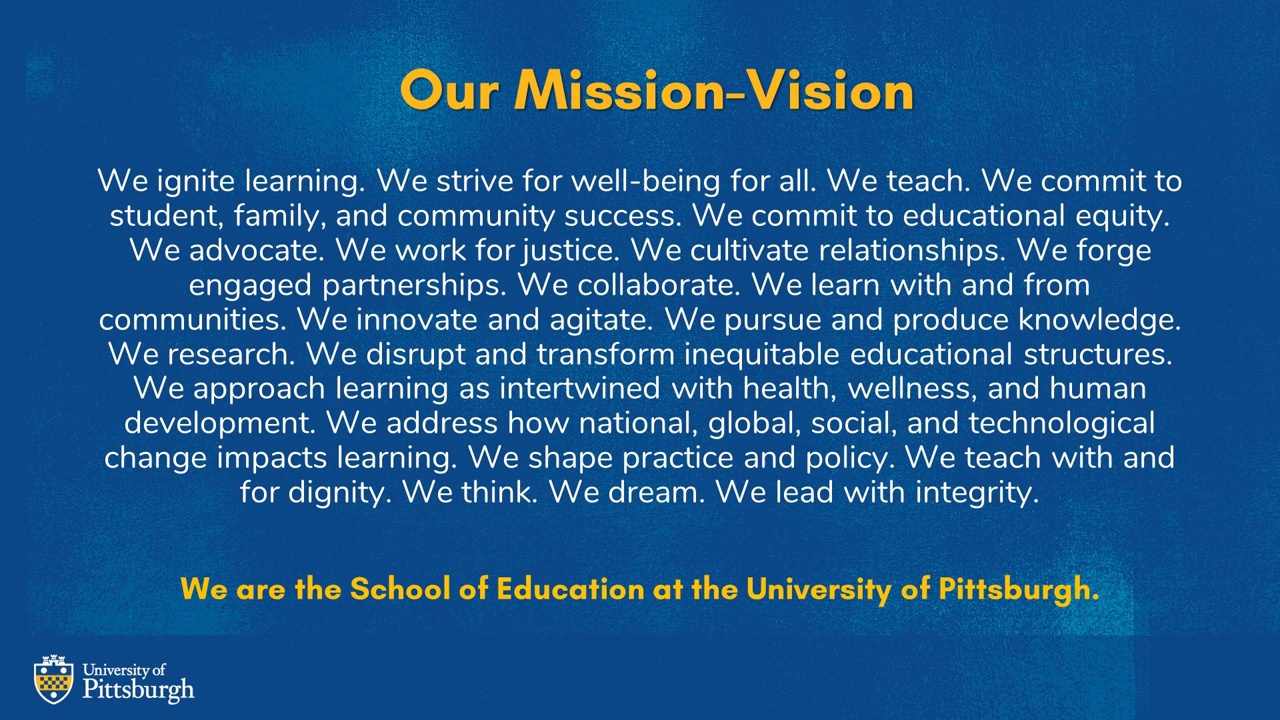 Our Mission-Vision
We ignite learning. We strive for well-being for all. We teach. We commit to
student, family, and community success. We commit to educational equity.
We advocate. We work for justice. We cultivate relationships. We forge
engaged partnerships. We collaborate. We learn with and from
communities. We innovate and agitate. We pursue and produce knowledge.
We research. We disrupt and transform inequitable educational structures.
We approach learning as intertwined with health, wellness, and human
development. We address how national, global, social, and technological
change impacts learning. We shape practice and policy. We teach with and
for dignity. We think. We dream. We lead with integrity.
We are the School of Education at the University of Pittsburgh.
University of
Pittsburgh